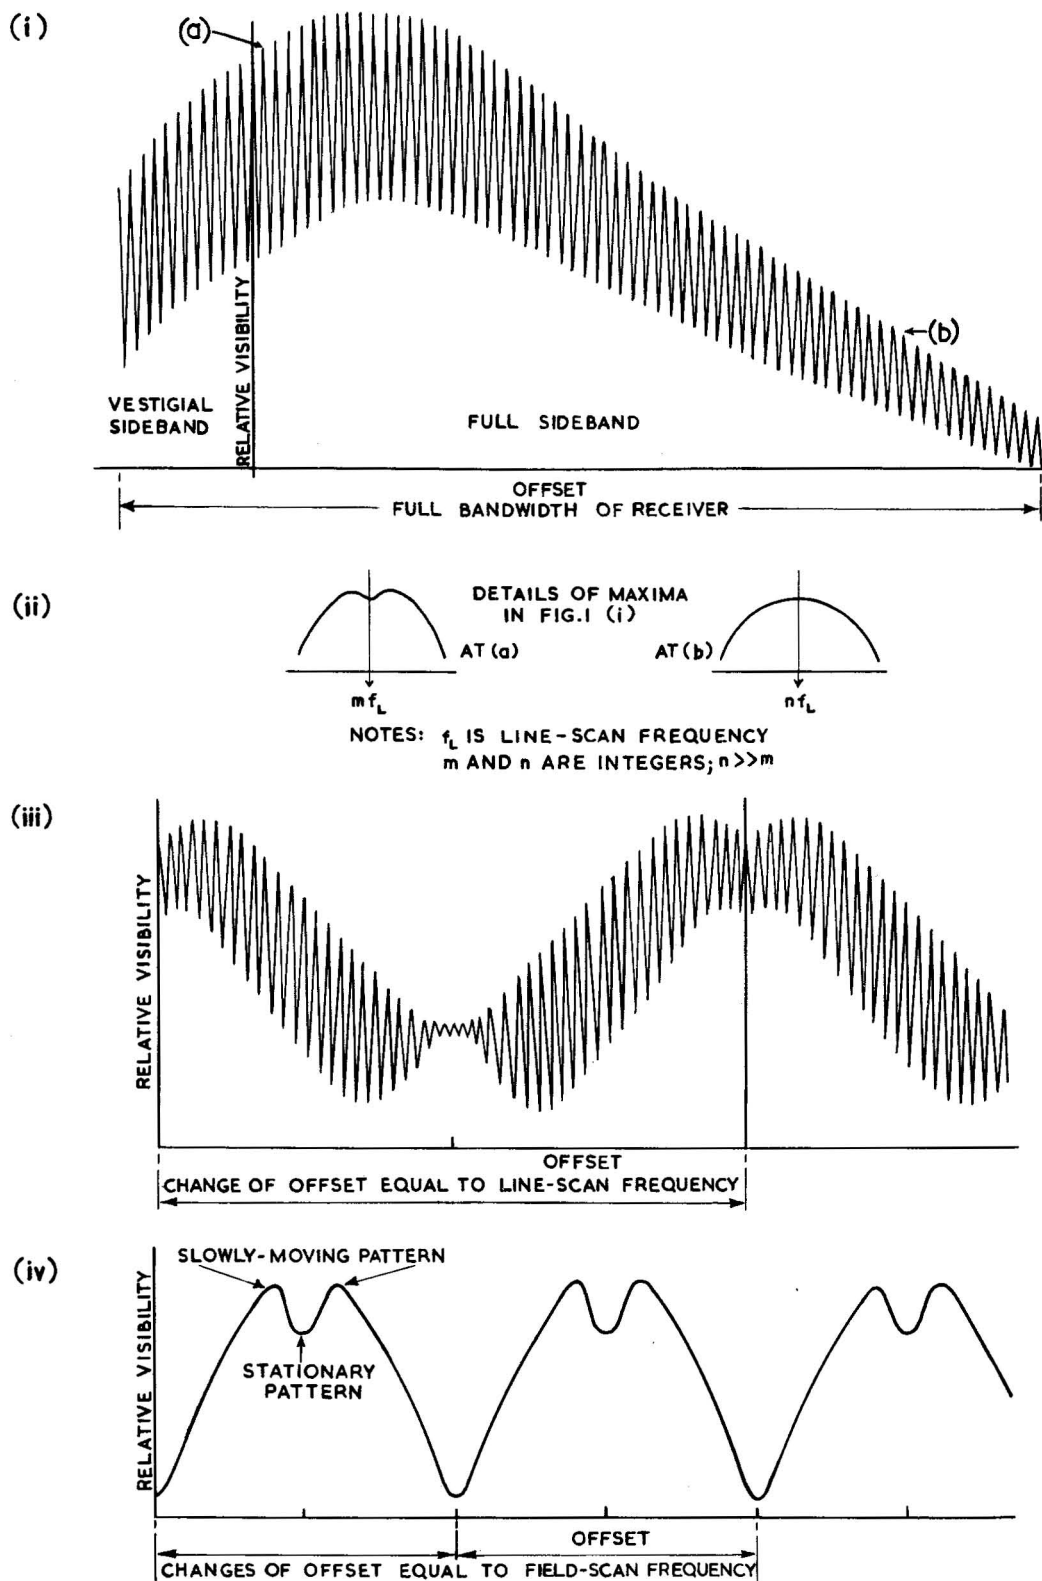 (i)
(a)
(b)
RELATIVE VISIBILITY
VESTIGIAL
SIDEBAND
FULL SIDEBAND
OFFSET
FULL BANDWIDTH OF RECEIVER
(ii)
DETAILS OF MAXIMA
IN FIG.1 (i)
AT (a)
AT (b)
mf_L
nf_L
NOTES: f_L IS LINE-SCAN FREQUENCY
m AND n ARE INTEGERS; n>>m
(iii)
RELATIVE VISIBILITY
OFFSET
CHANGE OF OFFSET EQUAL TO LINE-SCAN FREQUENCY
(iv)
RELATIVE VISIBILITY
SLOWLY-MOVING PATTERN
STATIONARY
PATTERN
OFFSET
CHANGES OF OFFSET EQUAL TO FIELD-SCAN FREQUENCY